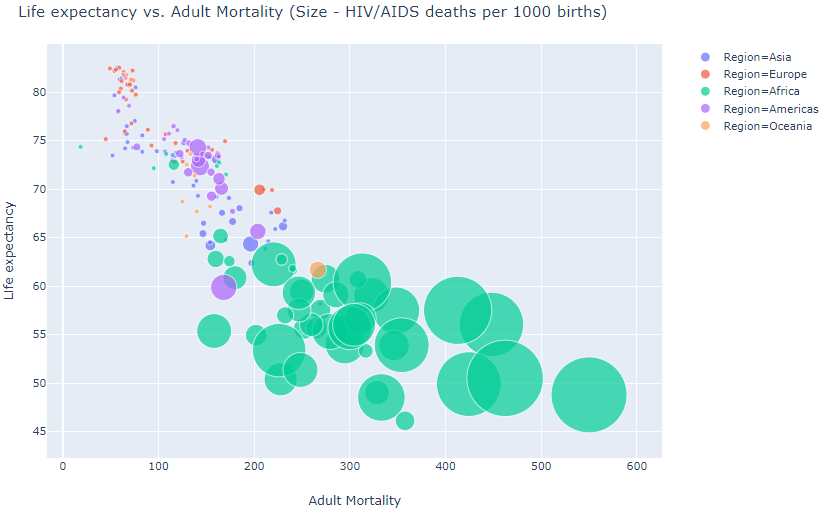 Life expectancy vs. Adult Mortality (Size - HIV/AIDS deaths per 1000 births)
Region=Asia
Region=Europe
Region=Africa
Region=Americas
Region=Oceania
Life expectancy
80
75
70
65
60
55
50
45
0 100 200 300 400 500 600
Adult Mortality